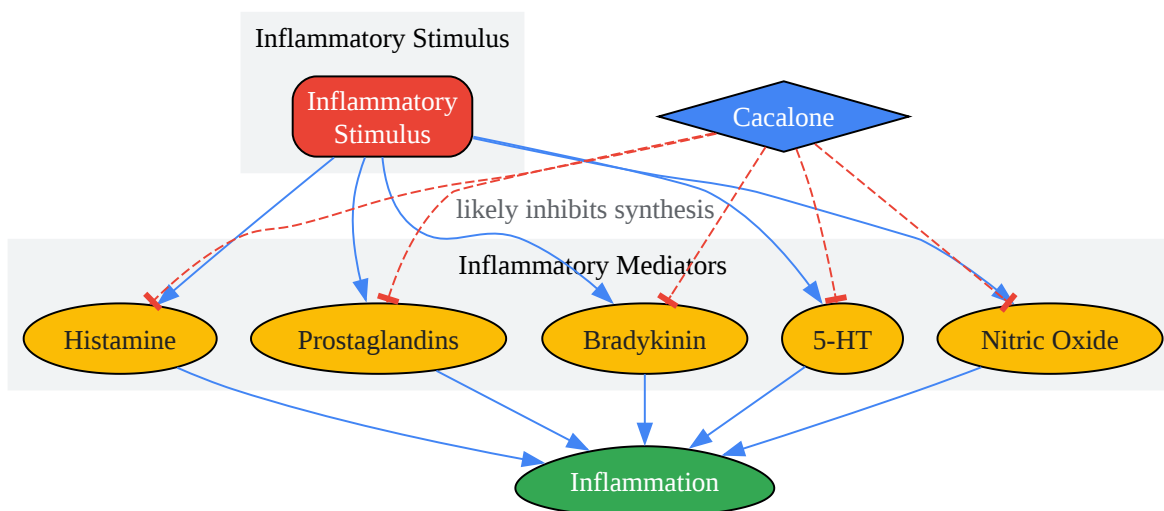 Inflammatory Stimulus
Inflammatory
Stimulus
Cacalone
likely inhibits synthesis
Inflammatory Mediators
Histamine
Prostaglandins
Bradykinin
5-HT
Nitric Oxide
Inflammation